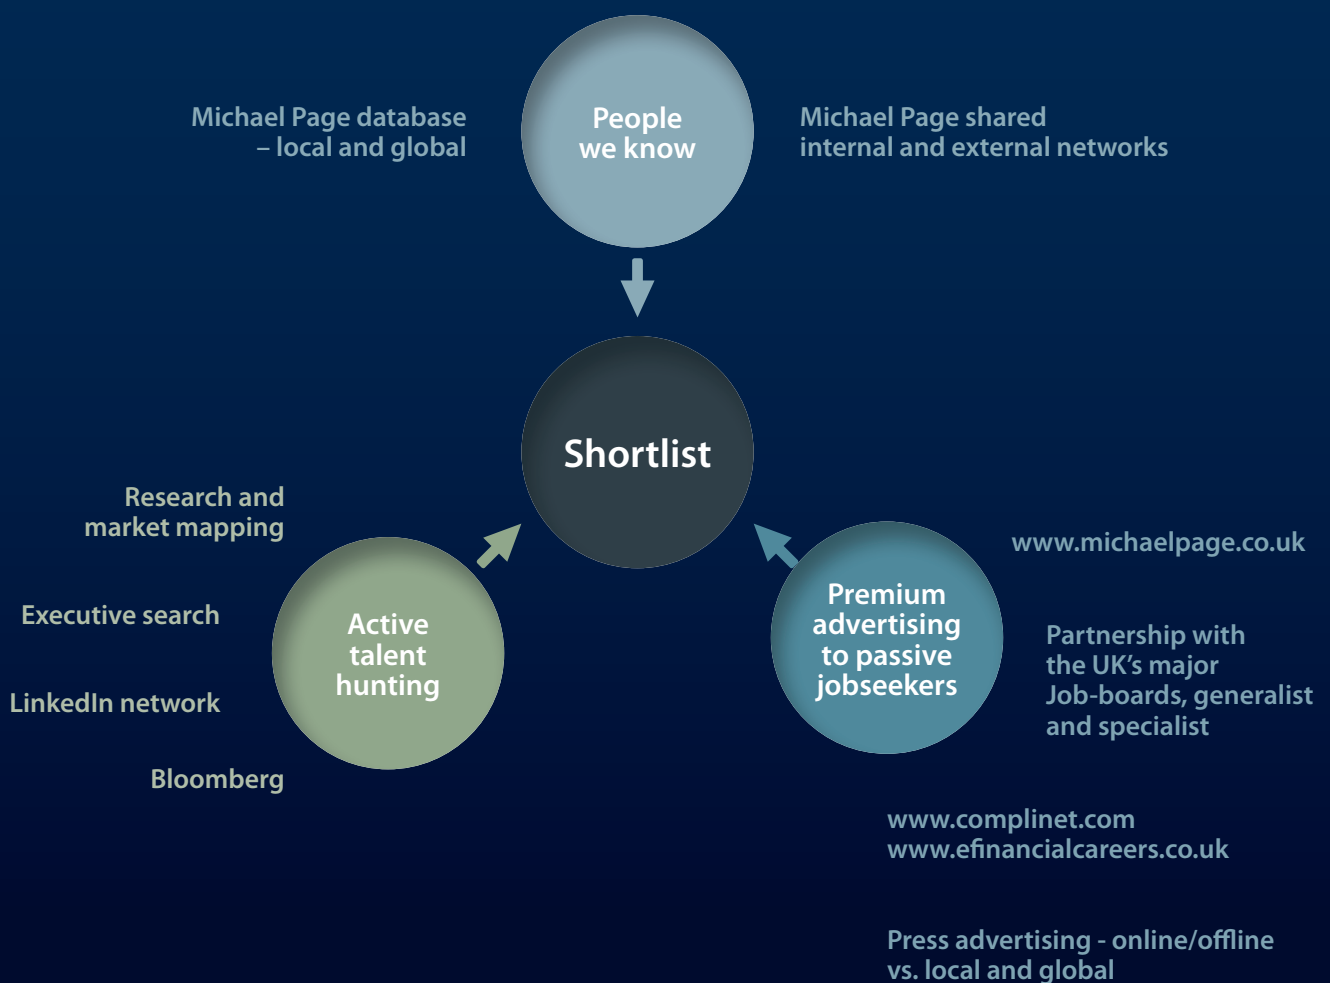 Michael Page database
– local and global
People
we know
Michael Page shared
internal and external networks
Shortlist
Research and
market mapping
Executive search
LinkedIn network
Bloomberg
Active
talent
hunting
Premium
advertising
to passive
jobseekers
www.michaelpage.co.uk
Partnership with
the UK’s major
Job-boards, generalist
and specialist
www.complinet.com
www.efinancialcareers.co.uk
Press advertising - online/offline
vs. local and global